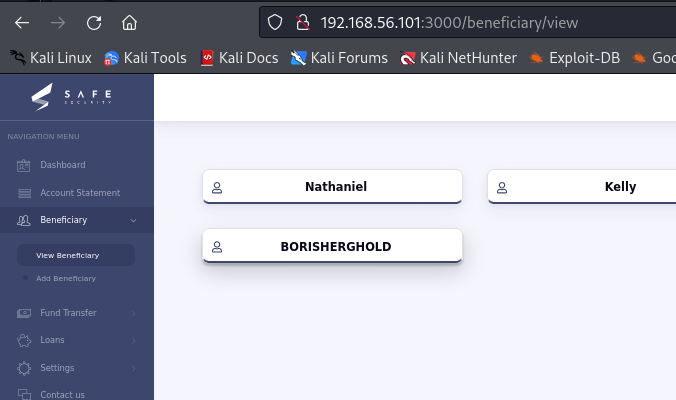 192.168.56.101:3000/beneficiary/view
Kali Linux Kali Tools Kali Docs Kali Forums Kali NetHunter Exploit-DB Goo
SAFE
SECURITY
NAVIGATION MENU
Dashboard
Account Statement
Beneficiary
View Beneficiary
Add Beneficiary
Fund Transfer
Loans
Settings
Contact us
Nathaniel
Kelly
BORISHERGHOLD